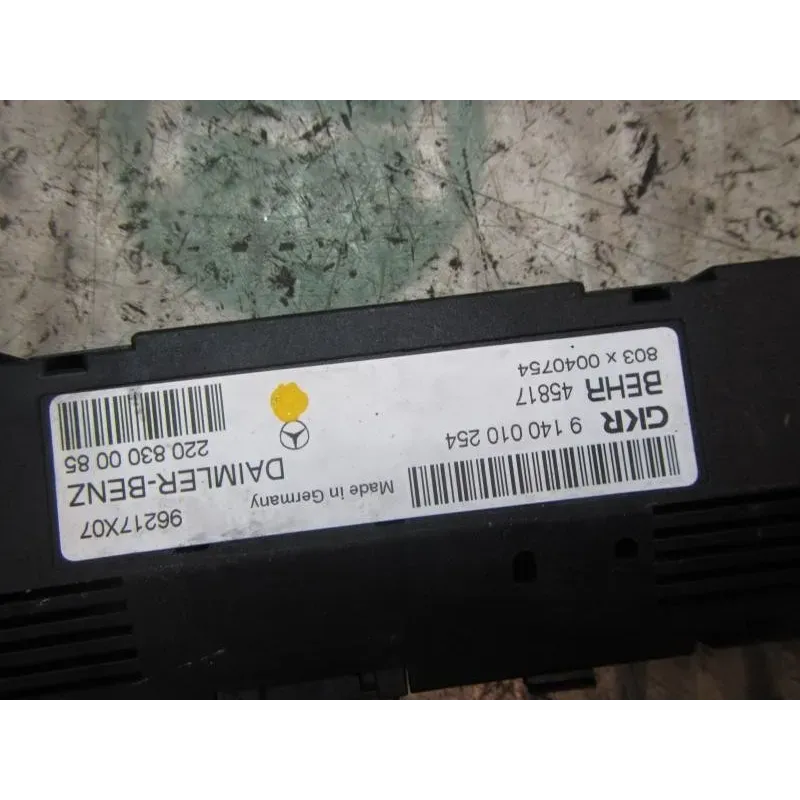 GKR
9 140 010 254
BEHR 45817
803 x 0040754
Made in Germany
96217X07
DAIMLER-BENZ
220 830 00 85